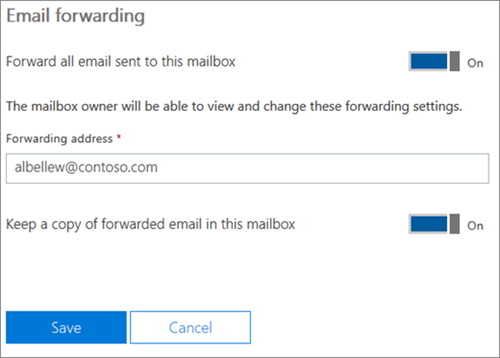 Email forwarding
Forward all email sent to this mailbox On
The mailbox owner will be able to view and change these forwarding settings.
Forwarding address *
albellew@contoso.com
Keep a copy of forwarded email in this mailbox On
Save Cancel